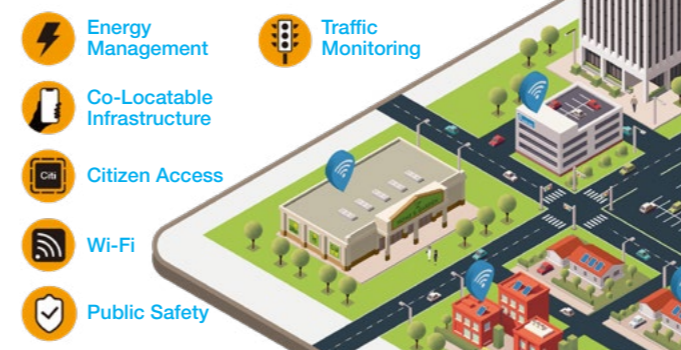 Energy
Management
Traffic
Monitoring
Co-Locatable
Infrastructure
Citi
Citizen Access
Wi-Fi
Public Safety